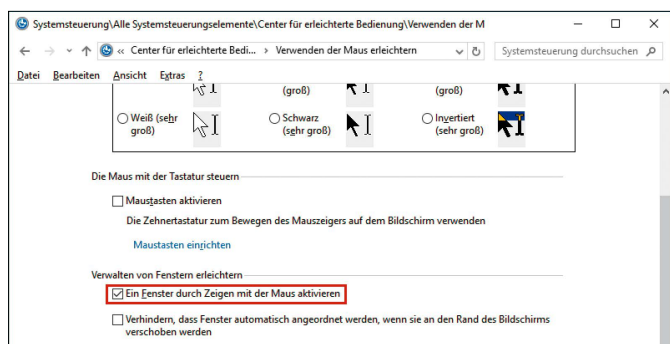 Systemsteuerung\Alle Systemsteuerungselemente\Center für erleichterte Bedienung\Verwenden der M
« Center für erleichterte Bedi... > Verwenden der Maus erleichtern
Systemsteuerung durchsuchen
Datei Bearbeiten Ansicht Extras ?
(groß) (groß)
Weiß (sehr Schwarz Invertiert
groß) (sehr groß) (sehr groß)
Die Maus mit der Tastatur steuern
Maustasten aktivieren
Die Zehnertastatur zum Bewegen des Mauszeigers auf dem Bildschirm verwenden
Maustasten einrichten
Verwalten von Fenstern erleichtern
Ein Fenster durch Zeigen mit der Maus aktivieren
Verhindern, dass Fenster automatisch angeordnet werden, wenn sie an den Rand des Bildschirms
verschoben werden